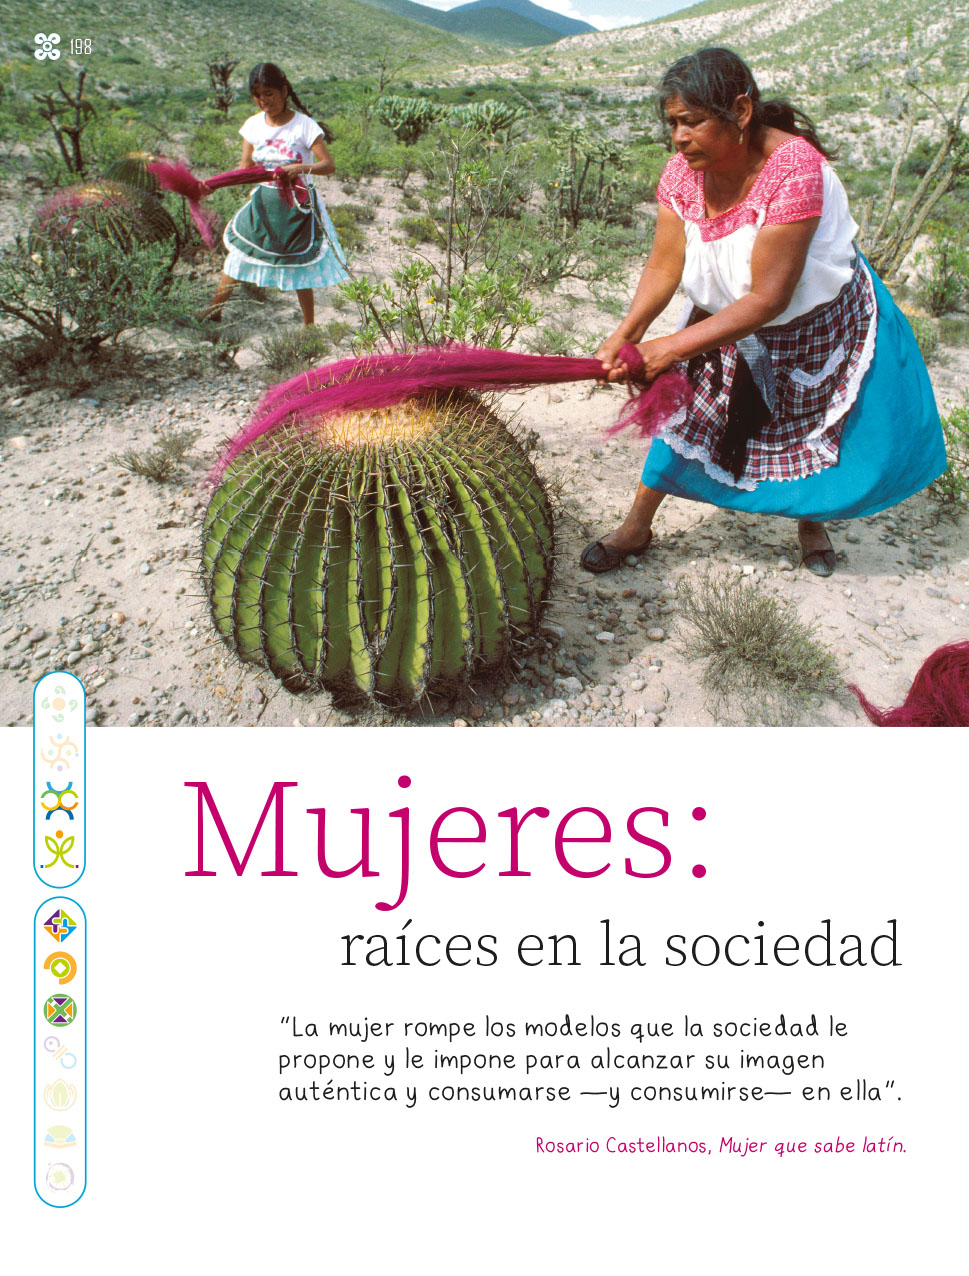 198
Mujeres:
raíces en la sociedad
“La mujer rompe los modelos que la sociedad le
propone y le impone para alcanzar su imagen
auténtica y consumarse —y consumirse— en ella”.
Rosario Castellanos, Mujer que sabe latín.